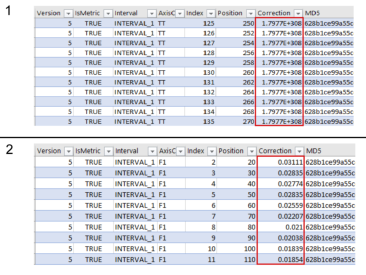 1
Version IsMetric Interval AxisC Index Position Correction MD5
5 TRUE INTERVAL_1 TT 125 250 1.7977E+308 628b1ce99a55c
5 TRUE INTERVAL_1 TT 126 252 1.7977E+308 628b1ce99a55c
5 TRUE INTERVAL_1 TT 127 254 1.7977E+308 628b1ce99a55c
5 TRUE INTERVAL_1 TT 128 256 1.7977E+308 628b1ce99a55c
5 TRUE INTERVAL_1 TT 129 258 1.7977E+308 628b1ce99a55c
5 TRUE INTERVAL_1 TT 130 260 1.7977E+308 628b1ce99a55c
5 TRUE INTERVAL_1 TT 131 262 1.7977E+308 628b1ce99a55c
5 TRUE INTERVAL_1 TT 132 264 1.7977E+308 628b1ce99a55c
5 TRUE INTERVAL_1 TT 133 266 1.7977E+308 628b1ce99a55c
5 TRUE INTERVAL_1 TT 134 268 1.7977E+308 628b1ce99a55c
5 TRUE INTERVAL_1 TT 135 270 1.7977E+308 628b1ce99a55c
2
Version IsMetric Interval AxisC Index Position Correction MD5
5 TRUE INTERVAL_1 F1 2 20 0.03111 628b1ce99a55c
5 TRUE INTERVAL_1 F1 3 30 0.02835 628b1ce99a55c
5 TRUE INTERVAL_1 F1 4 40 0.02774 628b1ce99a55c
5 TRUE INTERVAL_1 F1 5 50 0.02835 628b1ce99a55c
5 TRUE INTERVAL_1 F1 6 60 0.02559 628b1ce99a55c
5 TRUE INTERVAL_1 F1 7 70 0.02207 628b1ce99a55c
5 TRUE INTERVAL_1 F1 8 80 0.021 628b1ce99a55c
5 TRUE INTERVAL_1 F1 9 90 0.02038 628b1ce99a55c
5 TRUE INTERVAL_1 F1 10 100 0.01839 628b1ce99a55c
5 TRUE INTERVAL_1 F1 11 110 0.01854 628b1ce99a55c